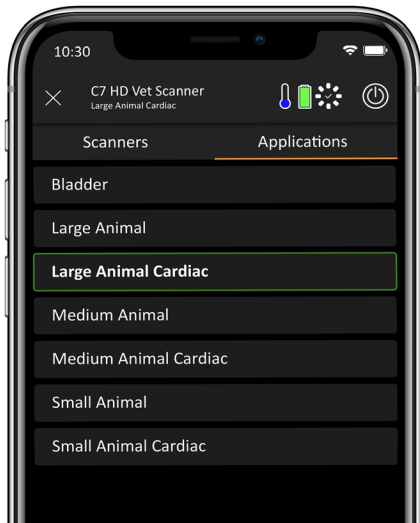 10:30
C7 HD Vet Scanner
Large Animal Cardiac
Scanners
Applications
Bladder
Large Animal
Large Animal Cardiac
Medium Animal
Medium Animal Cardiac
Small Animal
Small Animal Cardiac